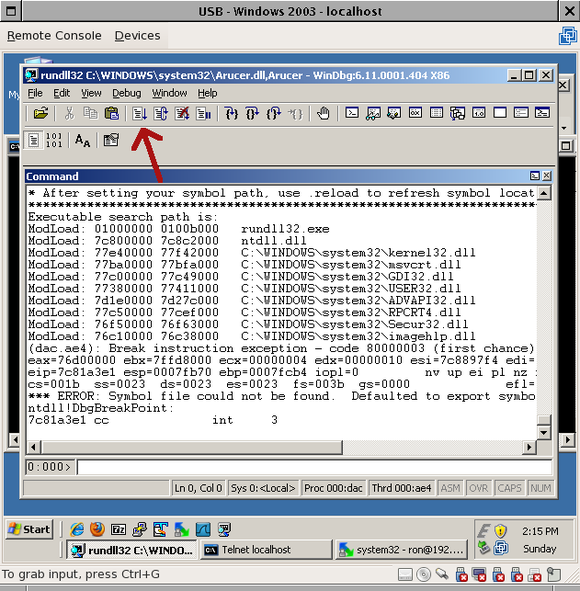 USB - Windows 2003 - localhost
Remote Console Devices
rundll32 C:\WINDOWS\system32\Arucer.dll,Arucer - WinDbg:6.11.0001.404 X86
File Edit View Debug Window Help
101
101
AA
Command
* After setting your symbol path, use .reload to refresh symbol locat
*********************************************************************
Executable search path is:
ModLoad: 01000000 0100b000 rundll32.exe
ModLoad: 7c800000 7c8c2000 ntdll.dll
ModLoad: 77e40000 77f42000 C:\WINDOWS\system32\kernel32.dll
ModLoad: 77ba0000 77bfa000 C:\WINDOWS\system32\msvcrt.dll
ModLoad: 77c00000 77c49000 C:\WINDOWS\system32\GDI32.dll
ModLoad: 77380000 77411000 C:\WINDOWS\system32\USER32.dll
ModLoad: 7d1e0000 7d27c000 C:\WINDOWS\system32\ADVAPI32.dll
ModLoad: 77c50000 77cef000 C:\WINDOWS\system32\RPCRT4.dll
ModLoad: 76f50000 76f63000 C:\WINDOWS\system32\Secur32.dll
ModLoad: 76c10000 76c38000 C:\WINDOWS\system32\imagehlp.dll
(dac.ae4): Break instruction exception - code 80000003 (first chance)
eax=76d00000 ebx=7ffd8000 ecx=00000004 edx=00000010 esi=7c8897f4 edi=
eip=7c81a3e1 esp=0007fb70 ebp=0007fcb4 iopl=0 nv up ei pl nz
cs=001b ss=0023 ds=0023 es=0023 fs=003b gs=0000 efl=
*** ERROR: Symbol file could not be found. Defaulted to export symbo
ntdll!DbgBreakPoint:
7c81a3e1 cc int 3
0:000>
Ln 0, Col 0 Sys 0:<Local> Proc 000:dac Thrd 000:ae4 ASM OVR CAPS NUM
Start 2:15 PM
Sunday
rundll32 C:\WINDO... Telnet localhost system32 - ron@192....
To grab input, press Ctrl+G